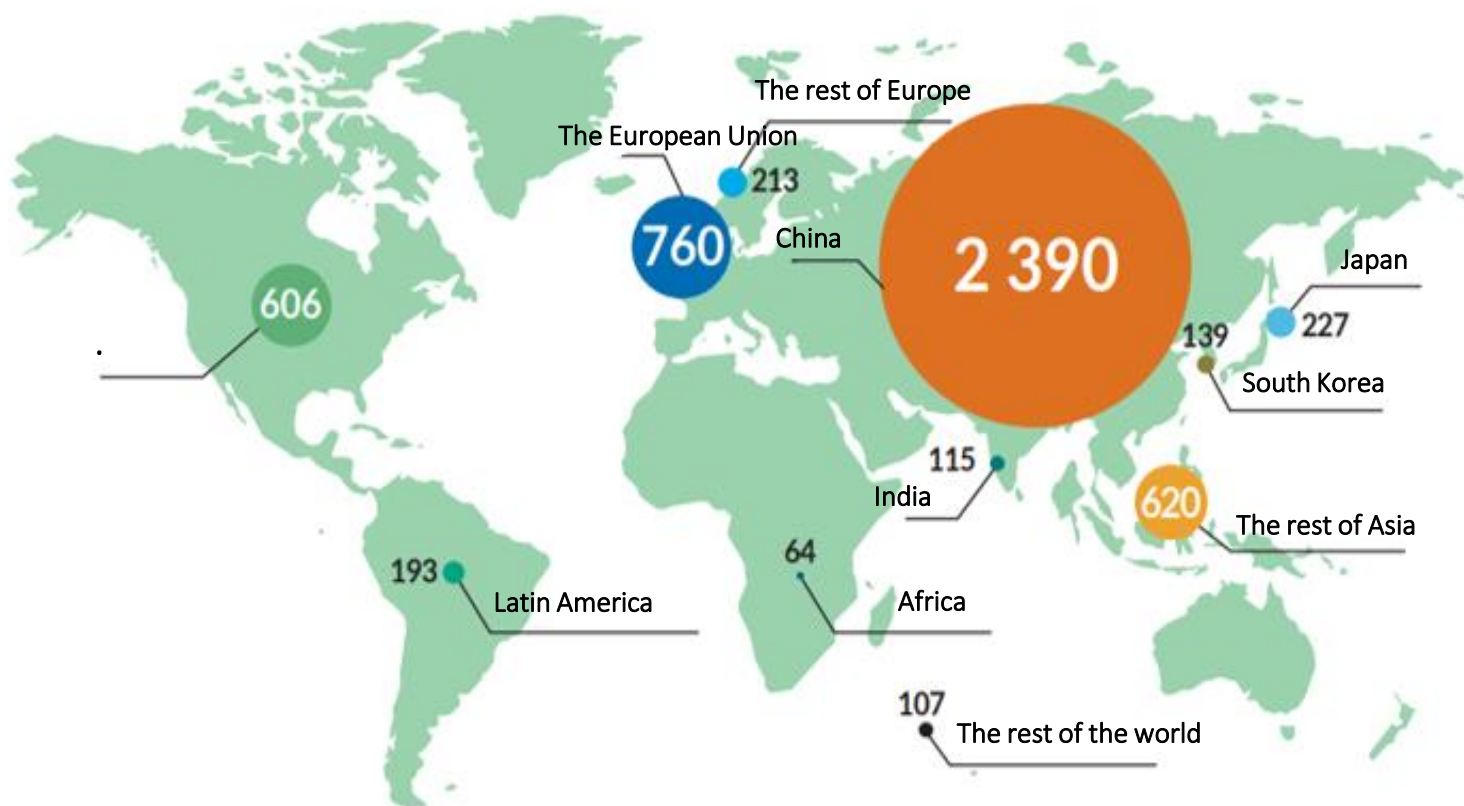 The rest of Europe
The European Union
213
760
China
2 390
Japan
606
227
139
.
South Korea
115
India
620
The rest of Asia
64
193
Latin America
Africa
107
The rest of the world